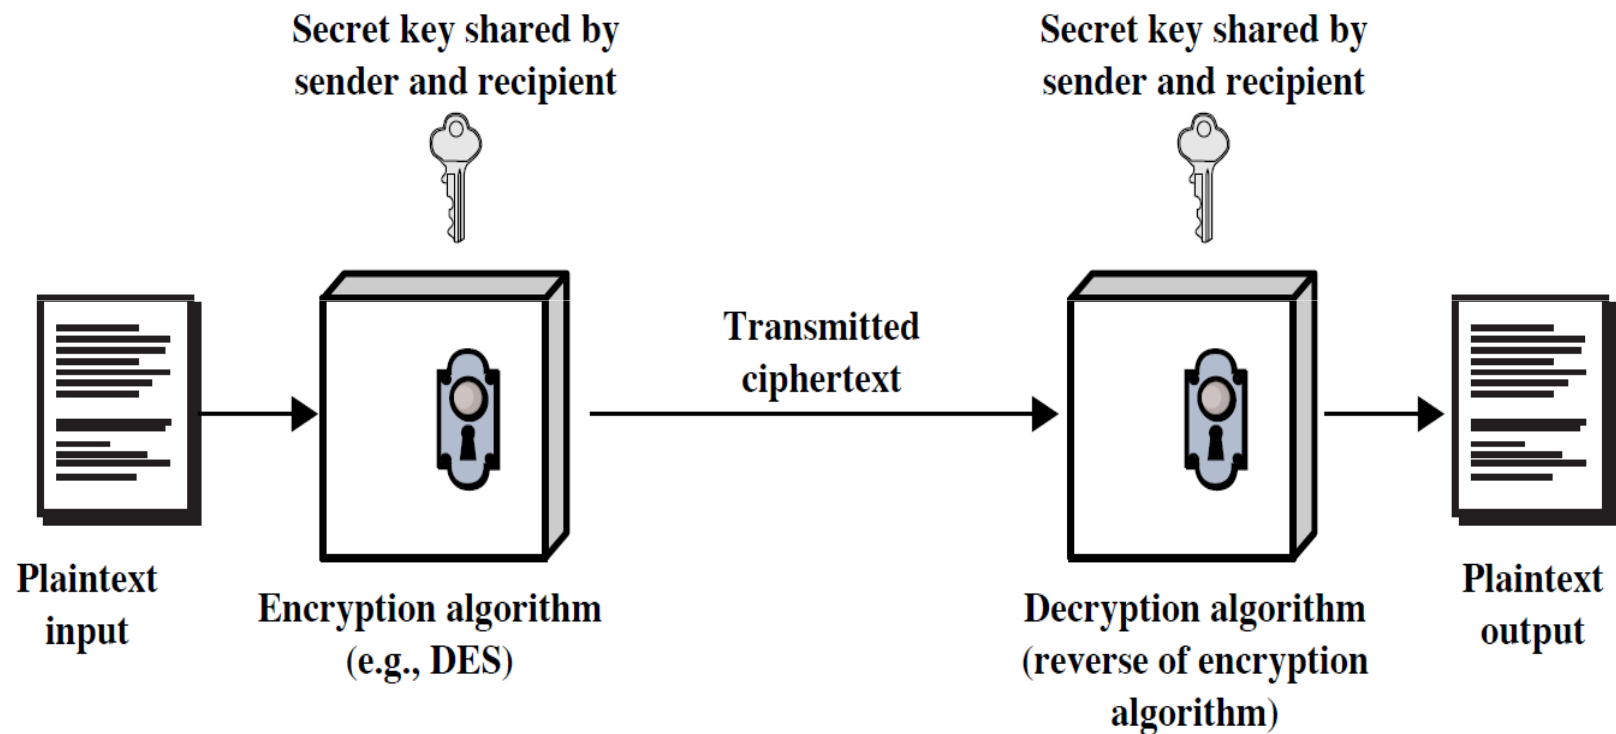 Secret key shared by
sender and recipient
Secret key shared by
sender and recipient
Transmitted
ciphertext
Plaintext
input
Encryption algorithm
(e.g., DES)
Decryption algorithm
(reverse of encryption
algorithm)
Plaintext
output